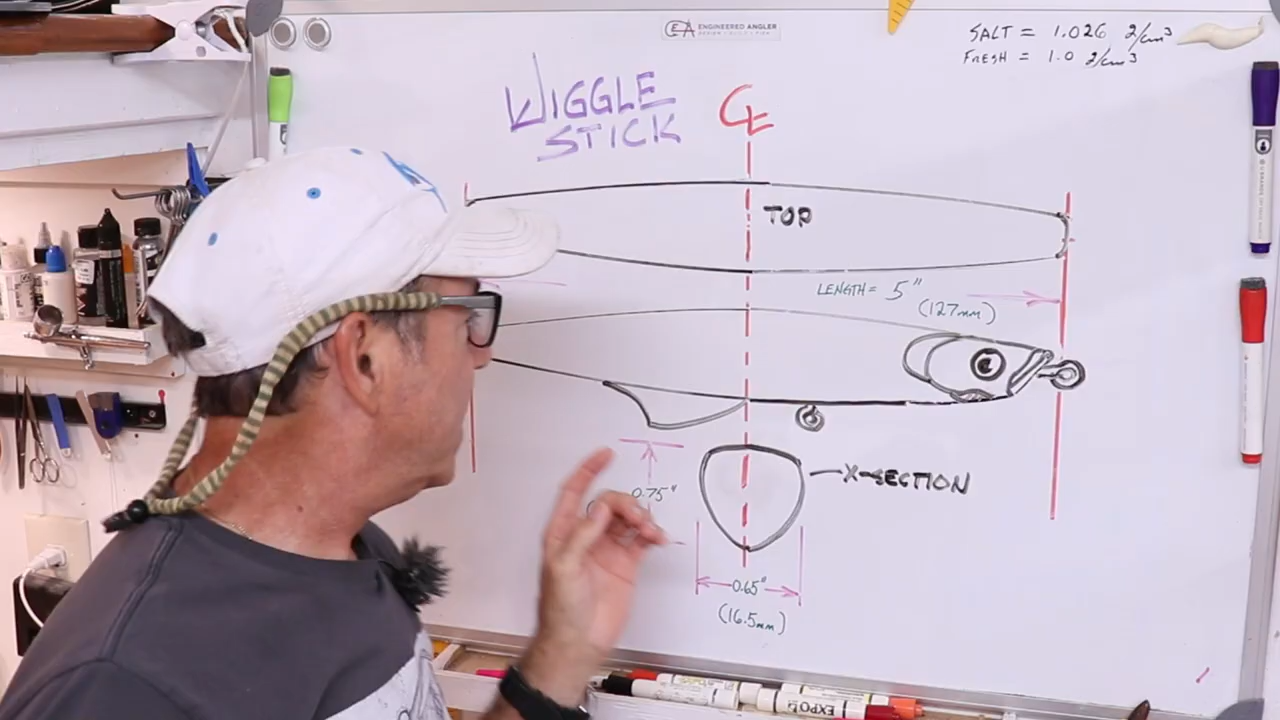 ENGINEERED ANGLER
SALT = 1.026 g/cm³
FRESH = 1.0 g/cm³
WIGGLE
STICK
CL
TOP
LENGTH = 5"
(127mm)
X-SECTION
0.75"
0.65"
(16.5mm)
EXPO